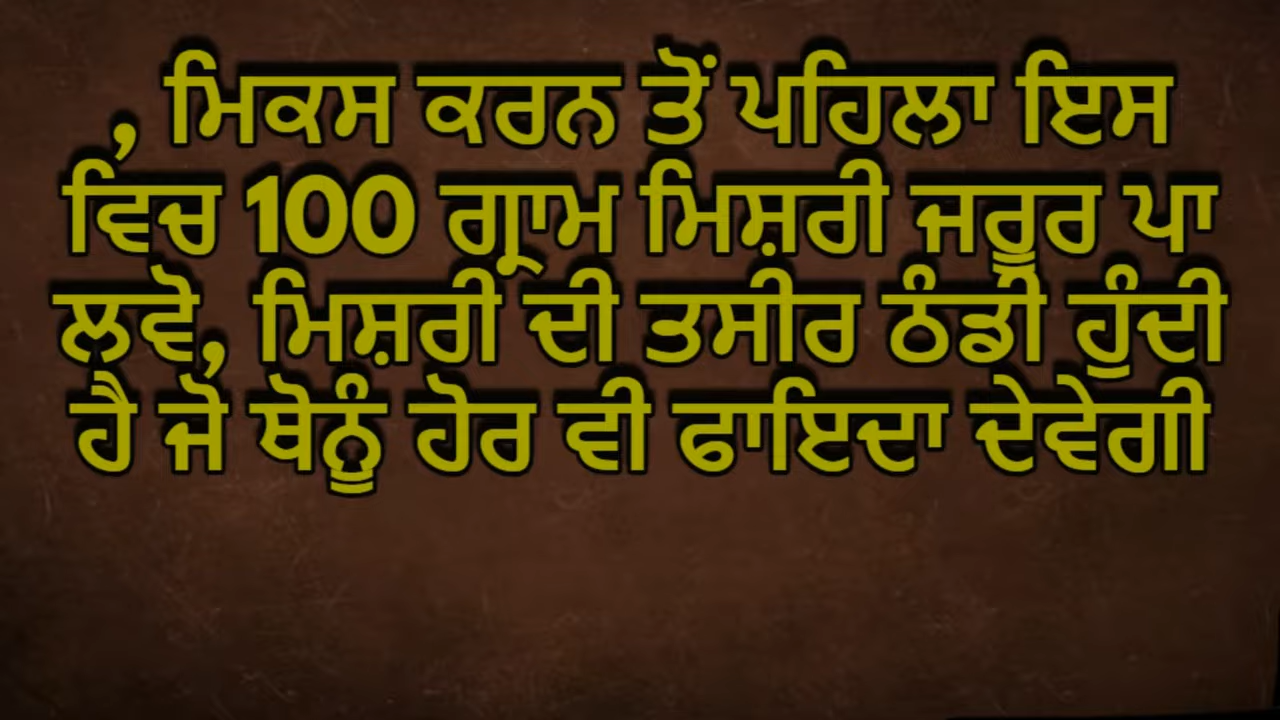 , ਮਿਕਸ ਕਰਨ ਤੋਂ ਪਹਿਲਾ ਇਸ
ਵਿਚ 100 ਗ੍ਰਾਮ ਮਿਸ਼ਰੀ ਜਰੂਰ ਪਾ
ਲਵੋ, ਮਿਸ਼ਰੀ ਦੀ ਤਸੀਰ ਠੰਡੀ ਹੁੰਦੀ
ਹੈ ਜੋ ਥੋਨੂੰ ਹੋਰ ਵੀ ਫਾਇਦਾ ਦੇਵੇਗੀ